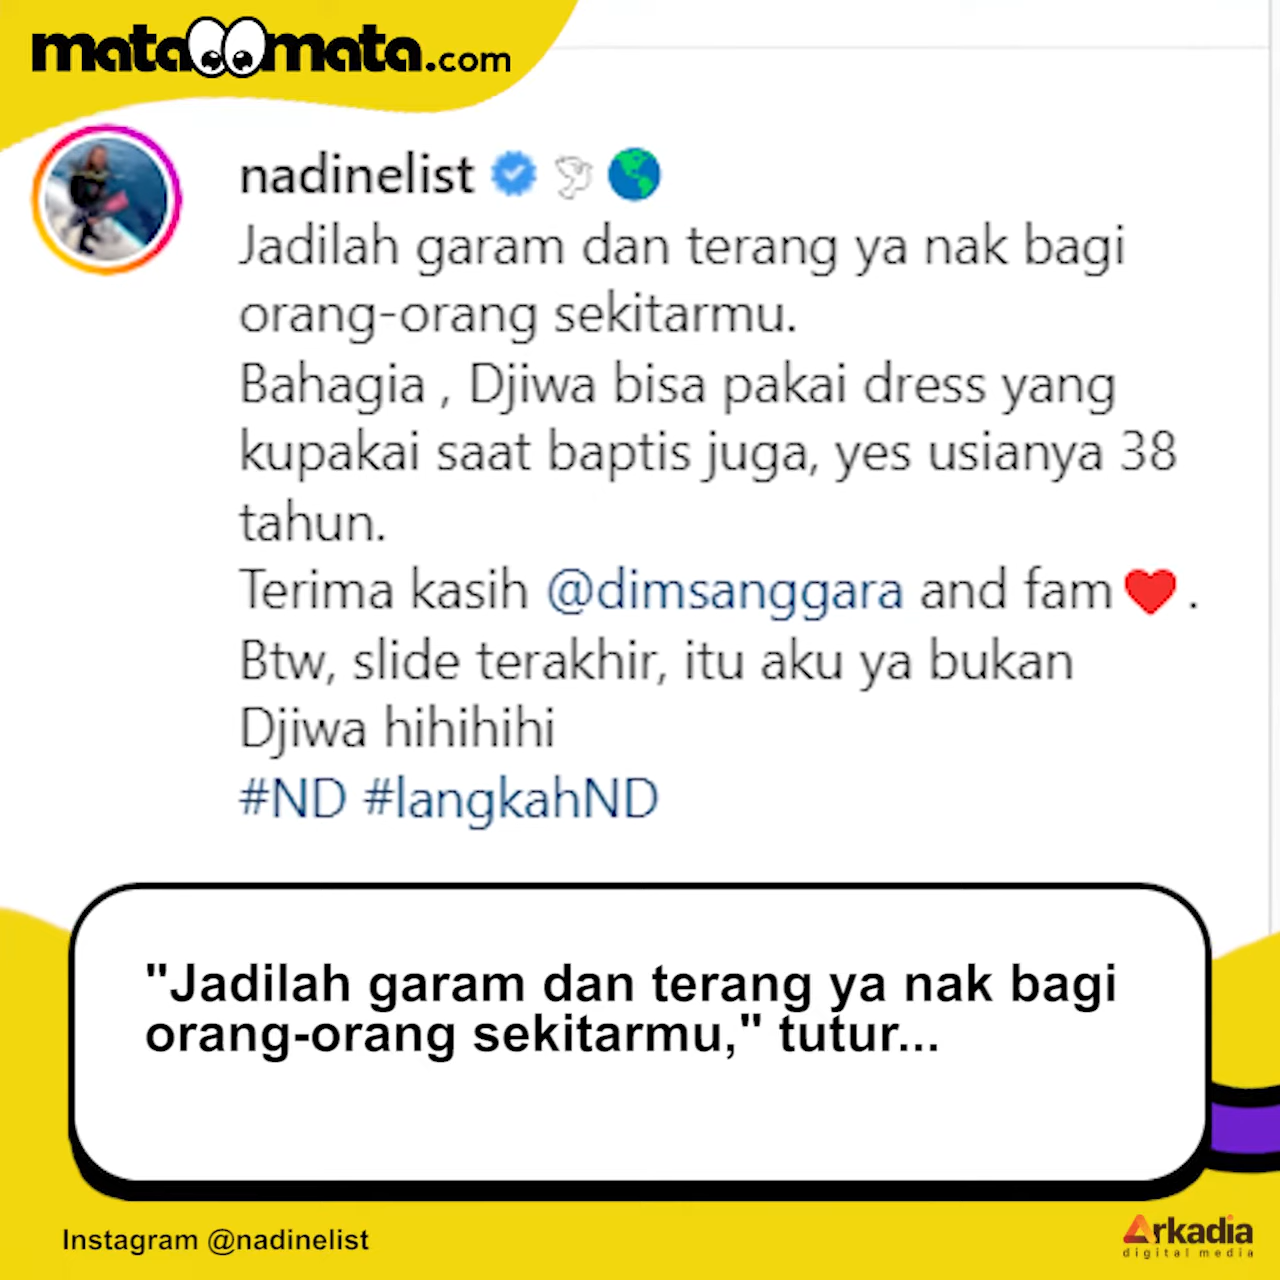 matamata.com
nadinelist
Jadilah garam dan terang ya nak bagi
orang-orang sekitarmu.
Bahagia , Djiwa bisa pakai dress yang
kupakai saat baptis juga, yes usianya 38
tahun.
Terima kasih @dimsanggara and fam❤️.
Btw, slide terakhir, itu aku ya bukan
Djiwa hihihihi
#ND #langkahND
"Jadilah garam dan terang ya nak bagi
orang-orang sekitarmu," tutur...
Instagram @nadinelist
Arkadia
digital media